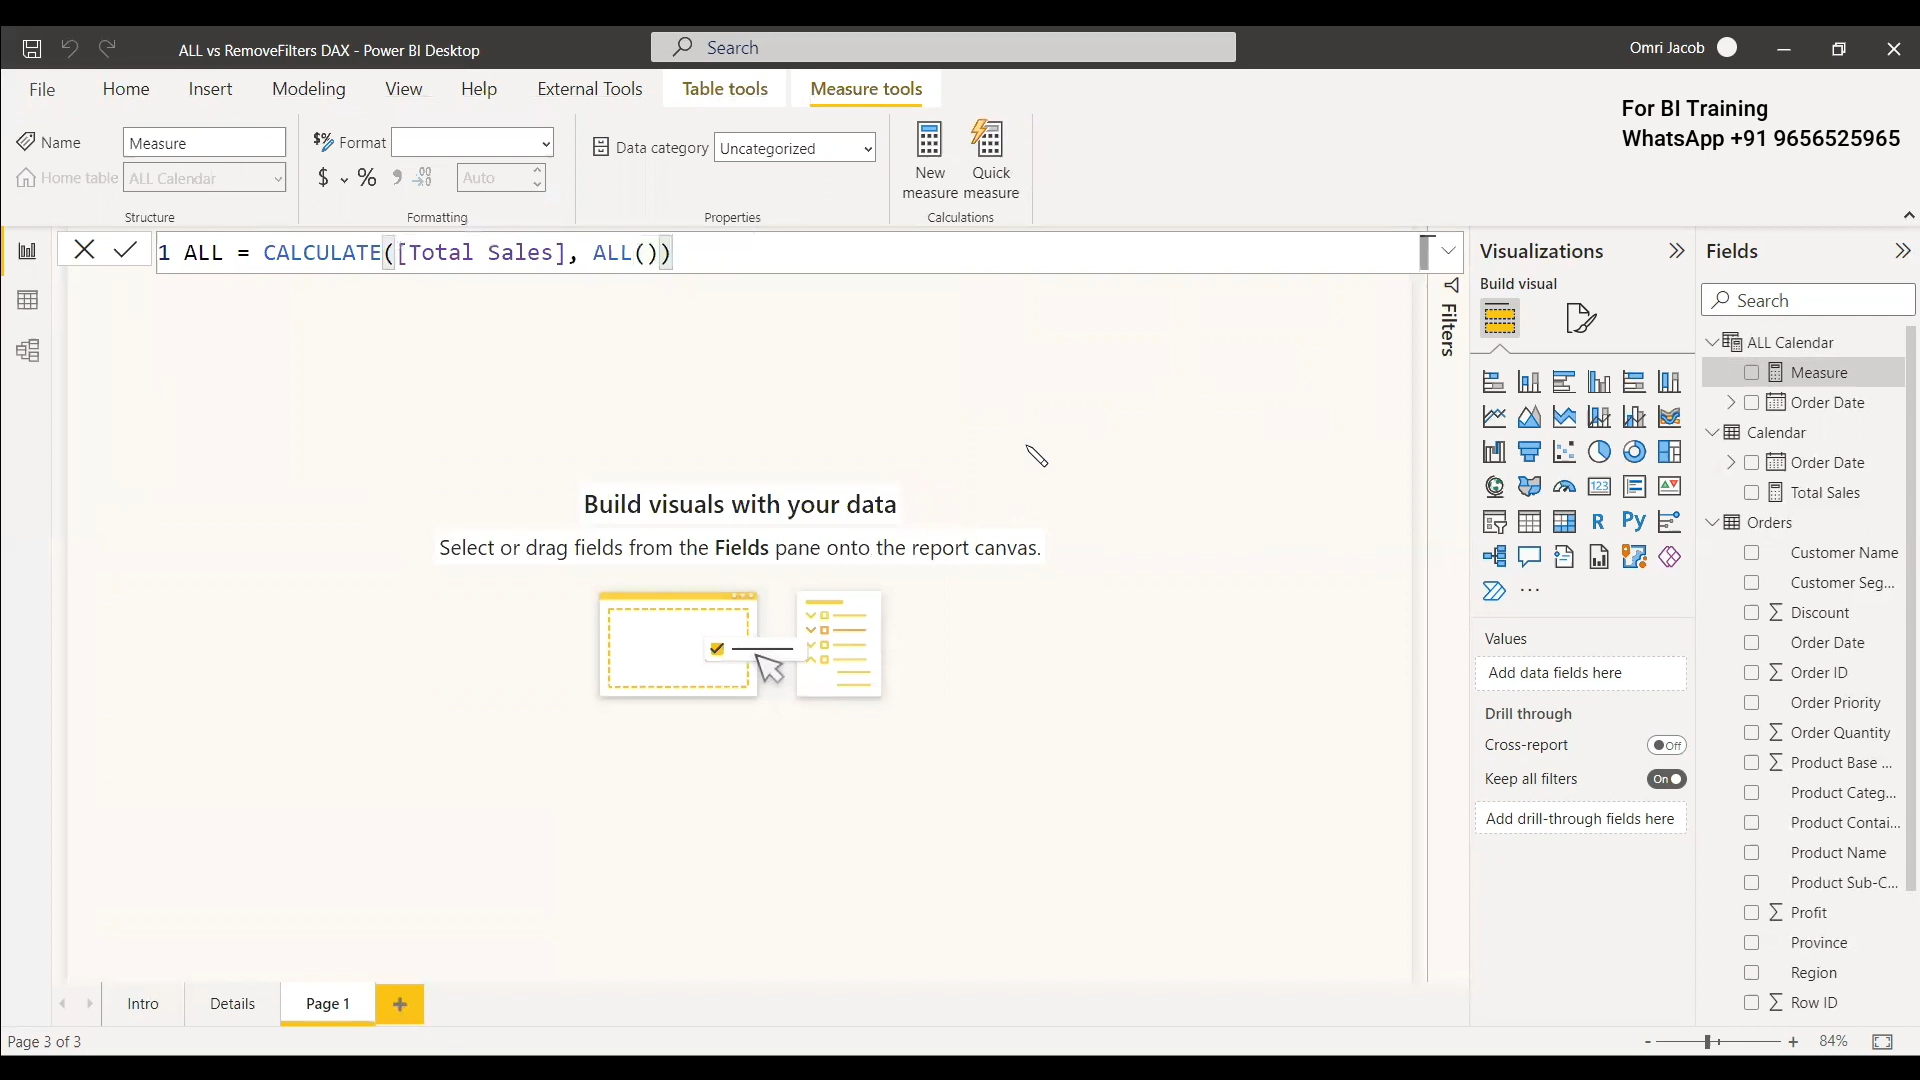 ALL vs RemoveFilters DAX - Power BI Desktop
Search
Omri Jacob
File
Home
Insert
Modeling
View
Help
External Tools
Table tools
Measure tools
For BI Training
WhatsApp +91 9656525965
Name
Measure
Home table
ALL Calendar
Structure
Format
$
%
Auto
Formatting
Data category
Uncategorized
Properties
New measure
Quick measure
Calculations
1 ALL = CALCULATE([Total Sales], ALL())
Filters
Build visuals with your data
Select or drag fields from the Fields pane onto the report canvas.
Visualizations
Build visual
123
R
Py
...
Values
Add data fields here
Drill through
Cross-report
Off
Keep all filters
On
Add drill-through fields here
Fields
Search
ALL Calendar
Measure
Order Date
Calendar
Order Date
Total Sales
Orders
Customer Name
Customer Seg...
Discount
Order Date
Order ID
Order Priority
Order Quantity
Product Base ...
Product Categ...
Product Contai...
Product Name
Product Sub-C...
Profit
Province
Region
Row ID
Intro
Details
Page 1
+
Page 3 of 3
- + 84%